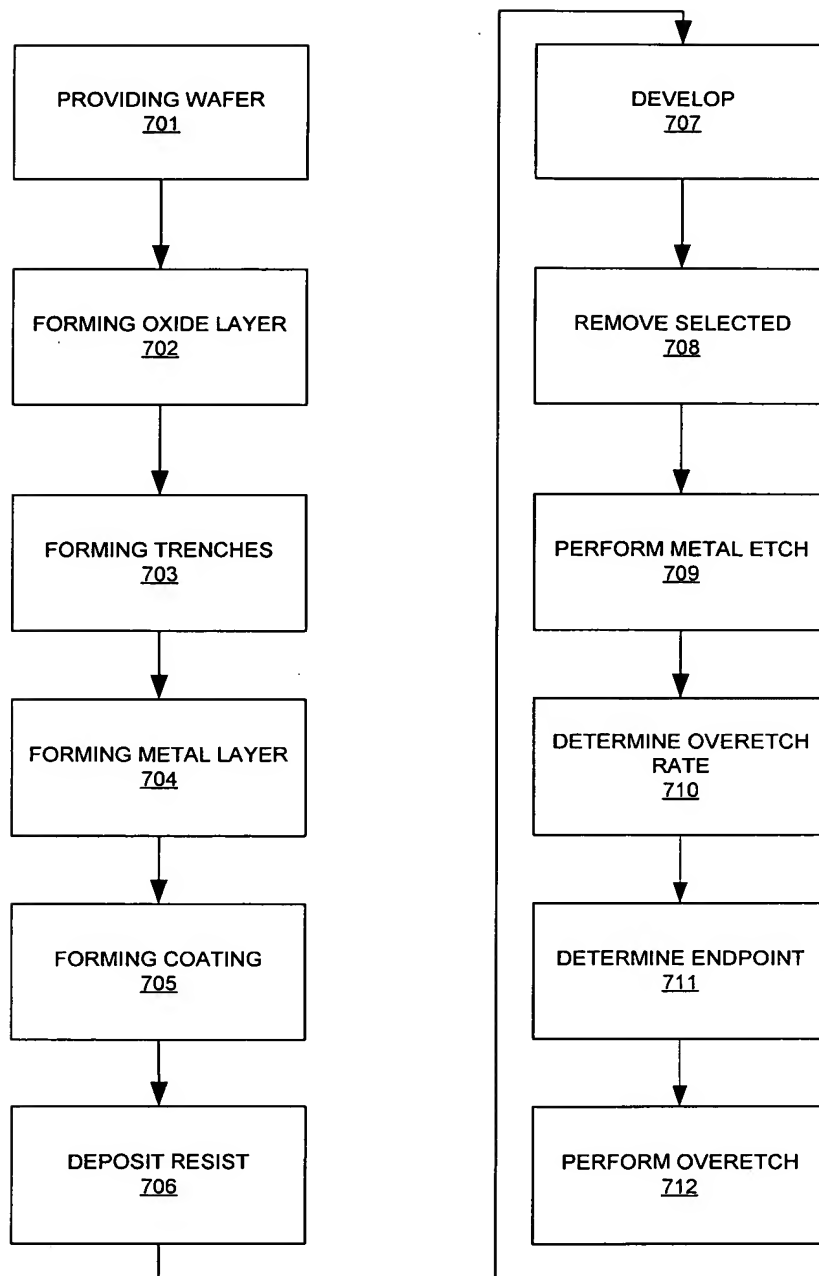 PROVIDING WAFER
701
FORMING OXIDE LAYER
702
FORMING TRENCHES
703
FORMING METAL LAYER
704
FORMING COATING
705
DEPOSIT RESIST
706
DEVELOP
707
REMOVE SELECTED
708
PERFORM METAL ETCH
709
DETERMINE OVERETCH
RATE
710
DETERMINE ENDPOINT
711
PERFORM OVERETCH
712